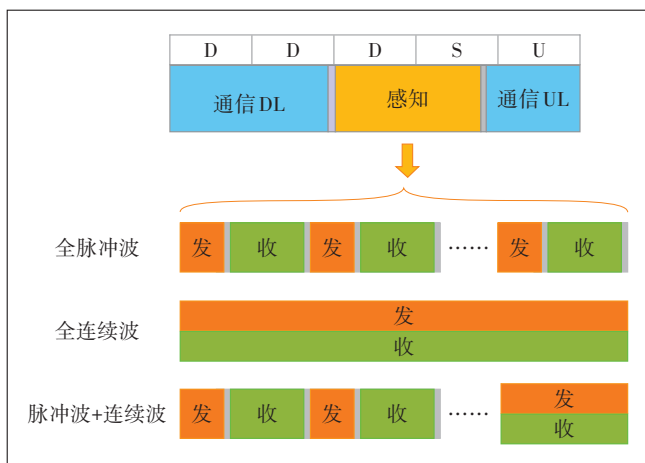 D D D S U
通信DL 感知 通信UL
全脉冲波 发 收 发 收 …… 发 收
全连续波 发
收
脉冲波+连续波 发 收 发 收 …… 发
收